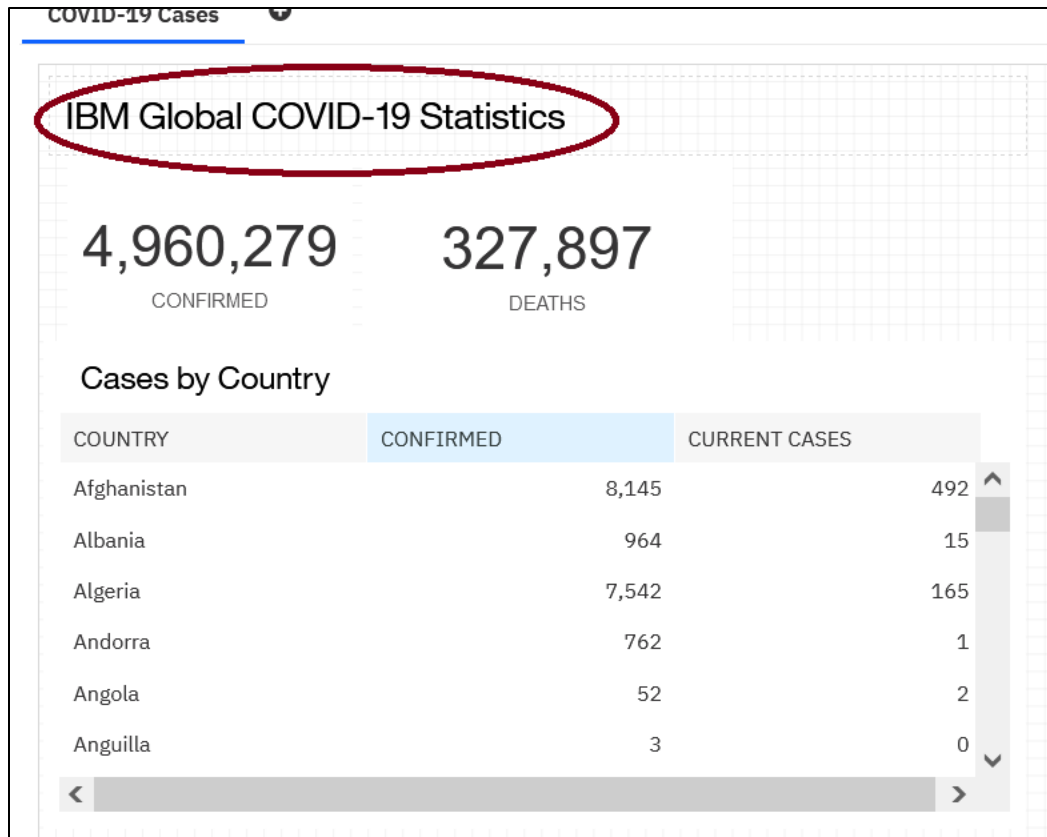 COVID-19 Cases
IBM Global COVID-19 Statistics
4,960,279 327,897
CONFIRMED DEATHS
Cases by Country
COUNTRY CONFIRMED CURRENT CASES
Afghanistan 8,145 492
Albania 964 15
Algeria 7,542 165
Andorra 762 1
Angola 52 2
Anguilla 3 0